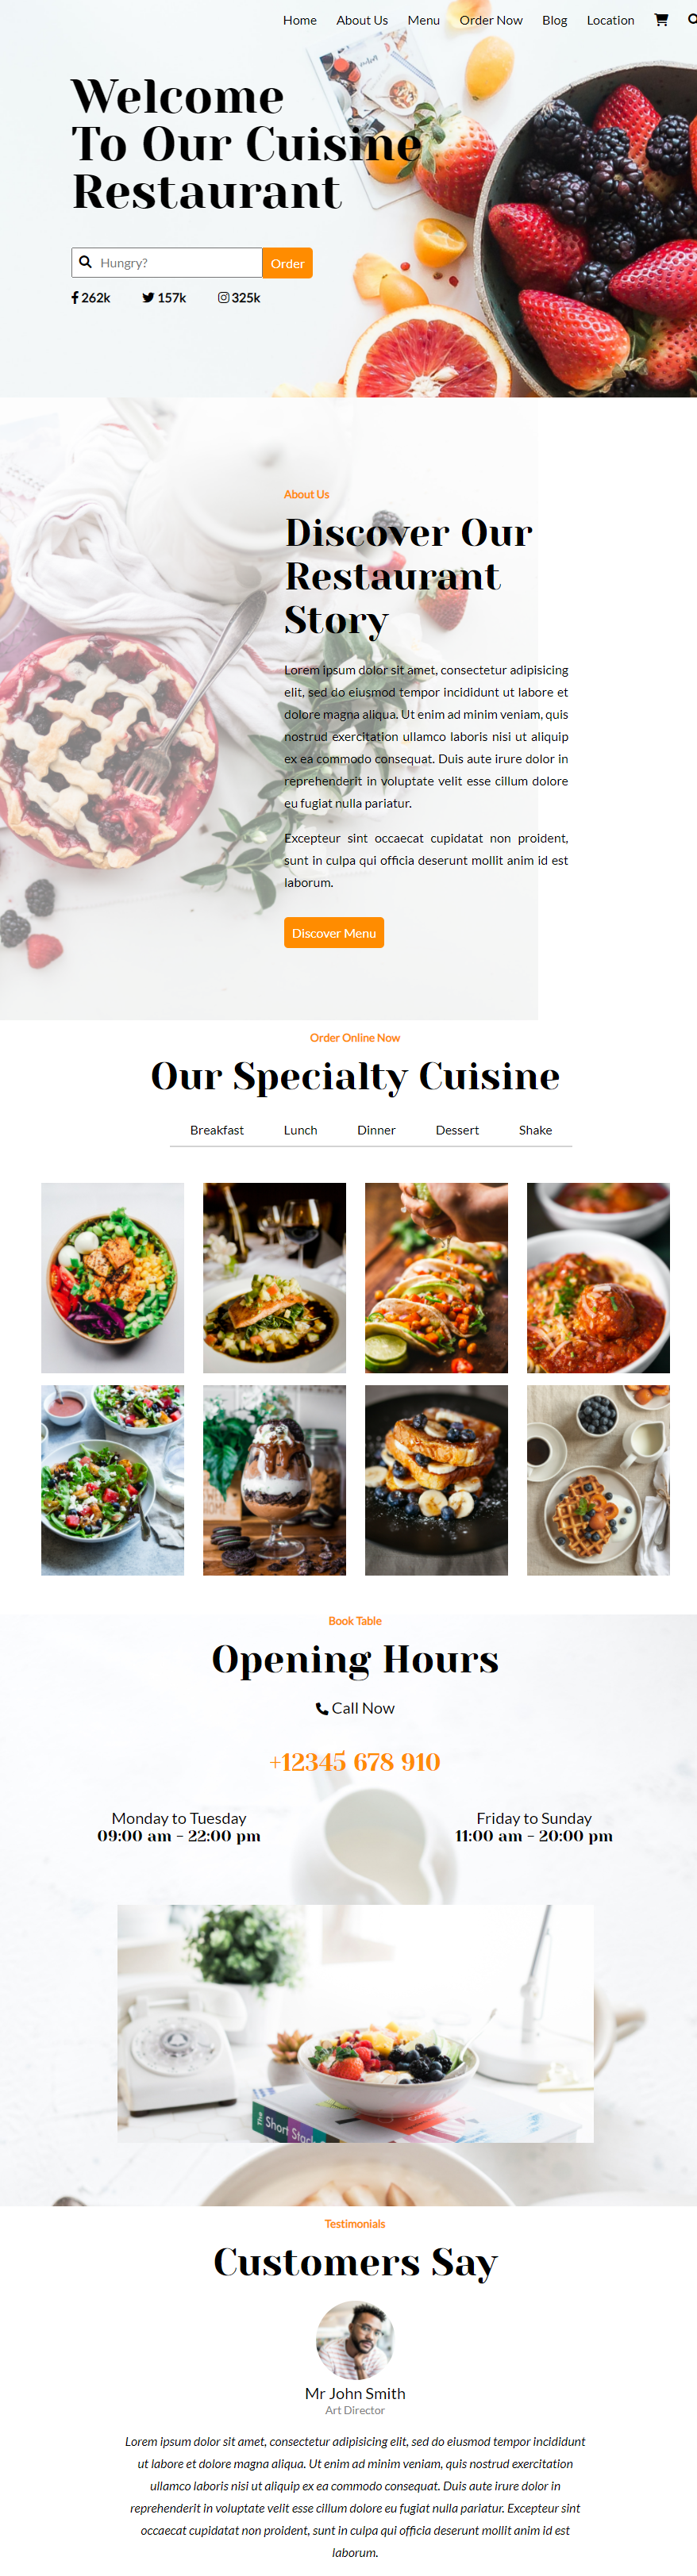 Home About Us Menu Order Now Blog Location
Welcome
To Our Cuisine
Restaurant
Hungry? Order
262k 157k 325k
About Us
Discover Our
Restaurant
Story
Lorem ipsum dolor sit amet, consectetur adipisicing
elit, sed do eiusmod tempor incididunt ut labore et
dolore magna aliqua. Ut enim ad minim veniam, quis
nostrud exercitation ullamco laboris nisi ut aliquip
ex ea commodo consequat. Duis aute irure dolor in
reprehenderit in voluptate velit esse cillum dolore
eu fugiat nulla pariatur.
Excepteur sint occaecat cupidatat non proident,
sunt in culpa qui officia deserunt mollit anim id est
laborum.
Discover Menu
Order Online Now
Our Specialty Cuisine
Breakfast Lunch Dinner Dessert Shake
Book Table
Opening Hours
Call Now
+12345 678 910
Monday to Tuesday
09:00 am - 22:00 pm
Friday to Sunday
11:00 am - 20:00 pm
The Short Stack
Testimonials
Customers Say
Mr John Smith
Art Director
Lorem ipsum dolor sit amet, consectetur adipisicing elit, sed do eiusmod tempor incididunt
ut labore et dolore magna aliqua. Ut enim ad minim veniam, quis nostrud exercitation
ullamco laboris nisi ut aliquip ex ea commodo consequat. Duis aute irure dolor in
reprehenderit in voluptate velit esse cillum dolore eu fugiat nulla pariatur. Excepteur sint
occaecat cupidatat non proident, sunt in culpa qui officia deserunt mollit anim id est
laborum.